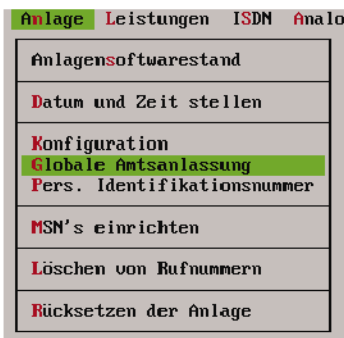 Anlage Leistungen ISDN Analo
Anlagensoftwarestand
Datum und Zeit stellen
Konfiguration
Globale Amtsanlassung
Pers. Identifikationsnummer
MSN's einrichten
Löschen von Rufnummern
Rücksetzen der Anlage